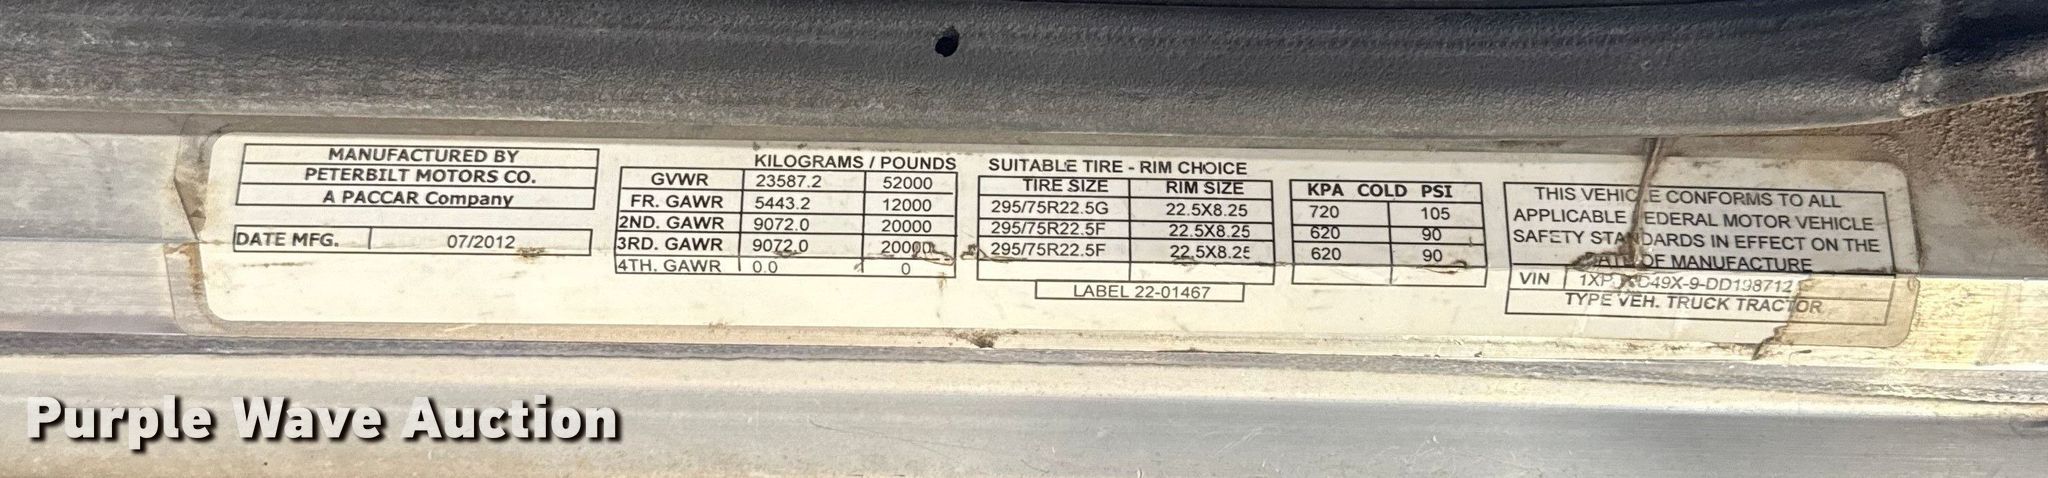 MANUFACTURED BY
PETERBILT MOTORS CO.
A PACCAR Company
DATE MFG. 07/2012
KILOGRAMS / POUNDS
GVWR 23587.2 52000
FR. GAWR 5443.2 12000
2ND. GAWR 9072.0 20000
3RD. GAWR 9072.0 20000
4TH. GAWR 0.0 0
SUITABLE TIRE - RIM CHOICE
TIRE SIZE RIM SIZE
295/75R22.5G 22.5X8.25
295/75R22.5F 22.5X8.25
295/75R22.5F 22.5X8.25
LABEL 22-01467
KPA COLD PSI
720 105
620 90
620 90
THIS VEHICLE CONFORMS TO ALL
APPLICABLE FEDERAL MOTOR VEHICLE
SAFETY STANDARDS IN EFFECT ON THE
DATE OF MANUFACTURE
VIN
TYPE VEH. TRUCK TRACTOR
Purple Wave Auction